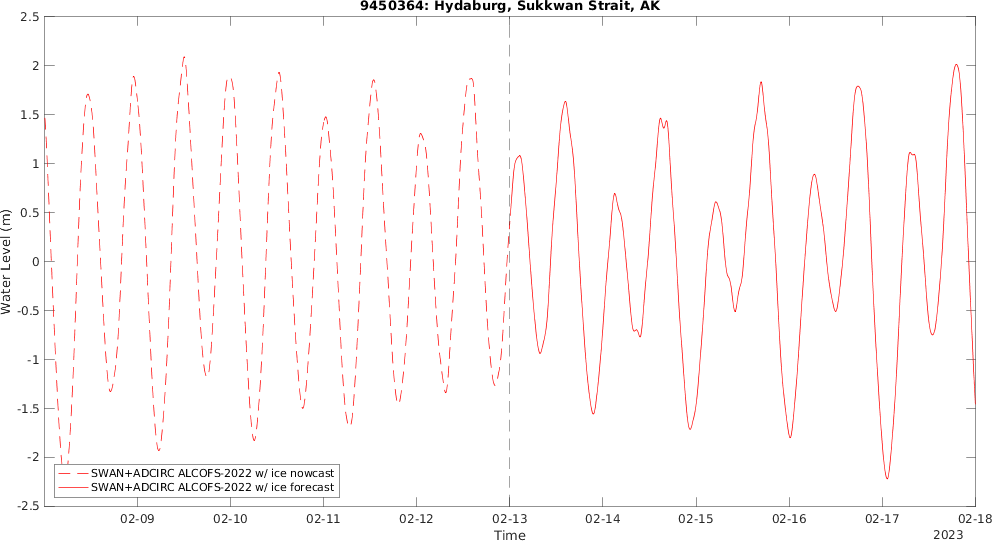 9450364: Hydaburg, Sukkwan Strait, AK
2.5
2
1.5
1
0.5
0
-0.5
-1
-1.5
-2
-2.5
Water Level (m)
SWAN+ADCIRC ALCOFS-2022 w/ ice nowcast
SWAN+ADCIRC ALCOFS-2022 w/ ice forecast
02-09 02-10 02-11 02-12 02-13 02-14 02-15 02-16 02-17 02-18
Time
2023